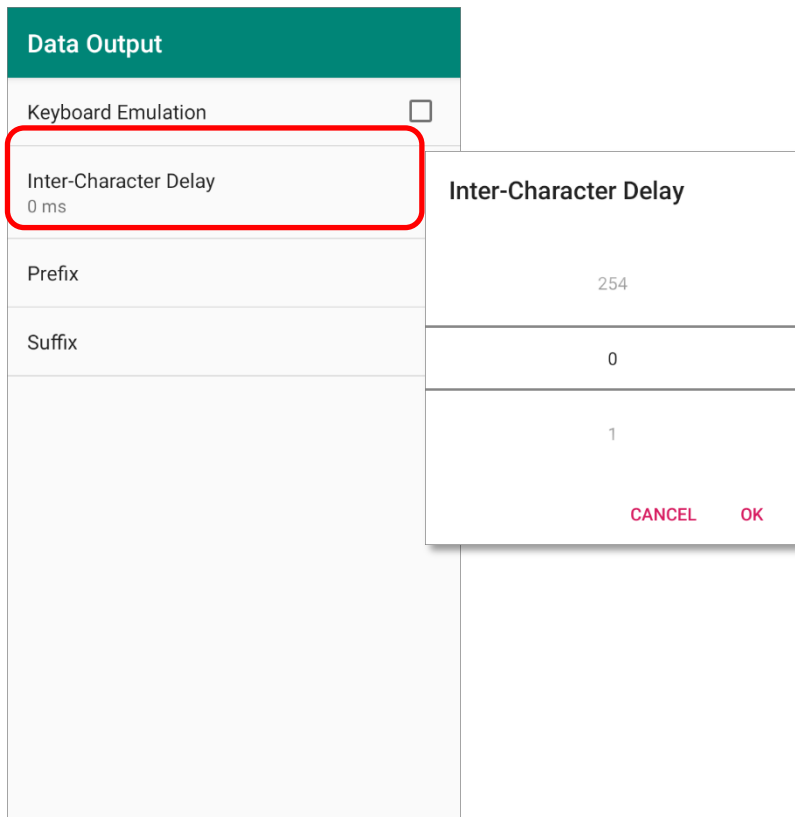 Data Output
Keyboard Emulation
Inter-Character Delay
0 ms
Prefix
Suffix
Inter-Character Delay
254
0
1
CANCEL OK